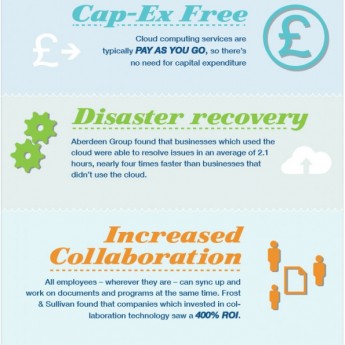 Cap-Ex Free
Cloud computing services are
typically PAY AS YOU GO, so there's
no need for capital expenditure
£
£
Disaster recovery
Aberdeen Group found that businesses which used the
cloud were able to resolve issues in an average of 2.1
hours, nearly four times faster than businesses that
didn't use the cloud.
Increased
Collaboration
All employees – wherever they are – can sync up and
work on documents and programs at the same time. Frost
& Sullivan found that companies which invested in col-
laboration technology saw a 400% ROI.